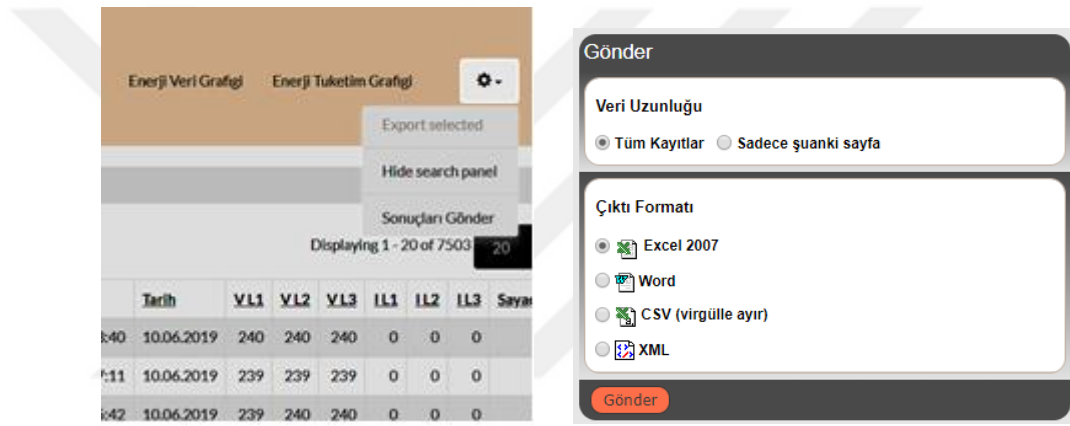 Enerji Veri Grafigi Enerji Tuketim Grafigi
Export selected
Hide search panel
Sonuçları Gönder
Displaying 1 - 20 of 7503 20
Tarih V L1 V L2 V L3 I L1 I L2 I L3
:40 10.06.2019 240 240 240 0 0 0
:11 10.06.2019 239 239 239 0 0 0
:42 10.06.2019 239 240 240 0 0 0
Gönder
Veri Uzunluğu
Tüm Kayıtlar Sadece şuanki sayfa
Çıktı Formatı
Excel 2007
Word
CSV (virgülle ayır)
XML
Gönder